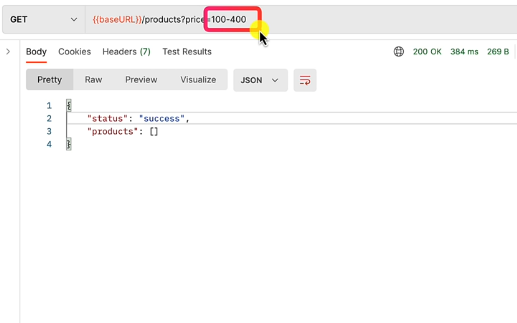 GET {{baseURL}}/products?price=100-400
Body Cookies Headers (7) Test Results 200 OK 384 ms 269 B
Pretty Raw Preview Visualize JSON
1 {
2 "status": "success",
3 "products": []
4 }